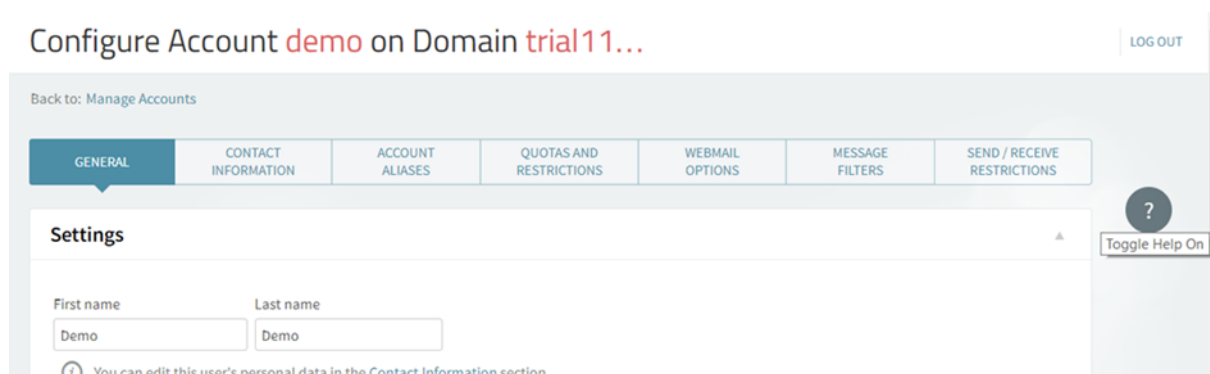 Configure Account demo on Domain trial11...
LOG OUT
Back to: Manage Accounts
GENERAL
CONTACT
INFORMATION
ACCOUNT
ALIASES
QUOTAS AND
RESTRICTIONS
WEBMAIL
OPTIONS
MESSAGE
FILTERS
SEND / RECEIVE
RESTRICTIONS
?
Toggle Help On
Settings
First name
Last name
Demo
Demo
You can edit this user's personal data in the Contact Information section